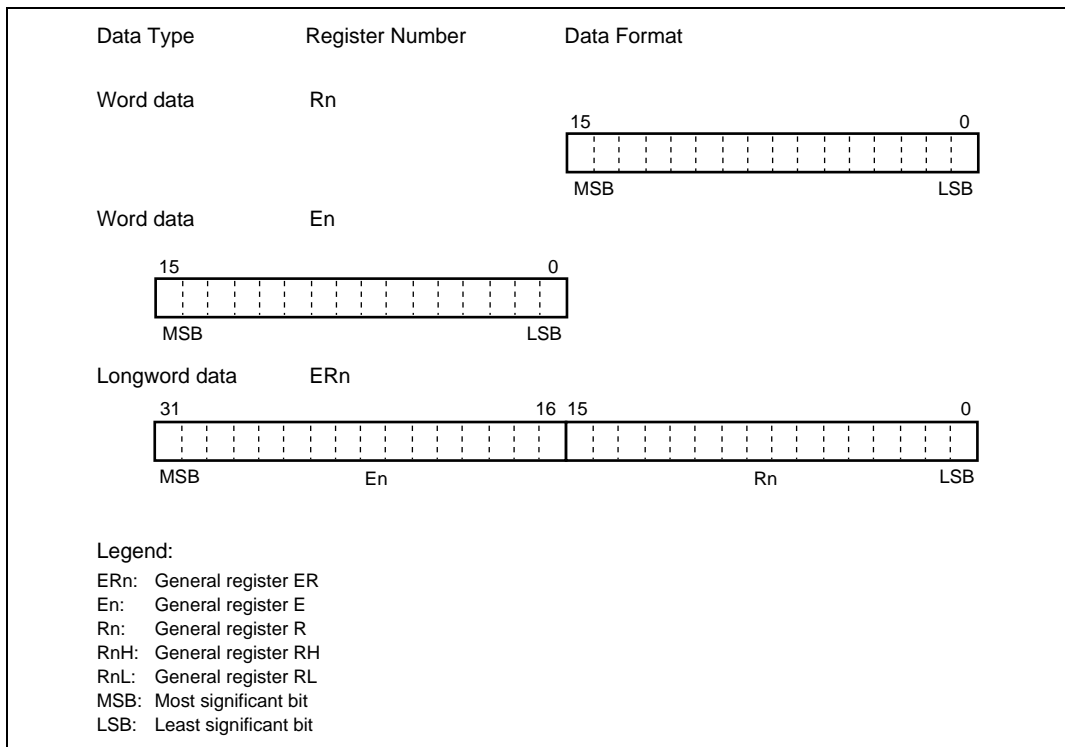 Data Type Register Number Data Format
Word data Rn
15 0
MSB LSB
Word data En
15 0
MSB LSB
Longword data ERn
31 16 15 0
MSB En Rn LSB
Legend:
ERn: General register ER
En: General register E
Rn: General register R
RnH: General register RH
RnL: General register RL
MSB: Most significant bit
LSB: Least significant bit